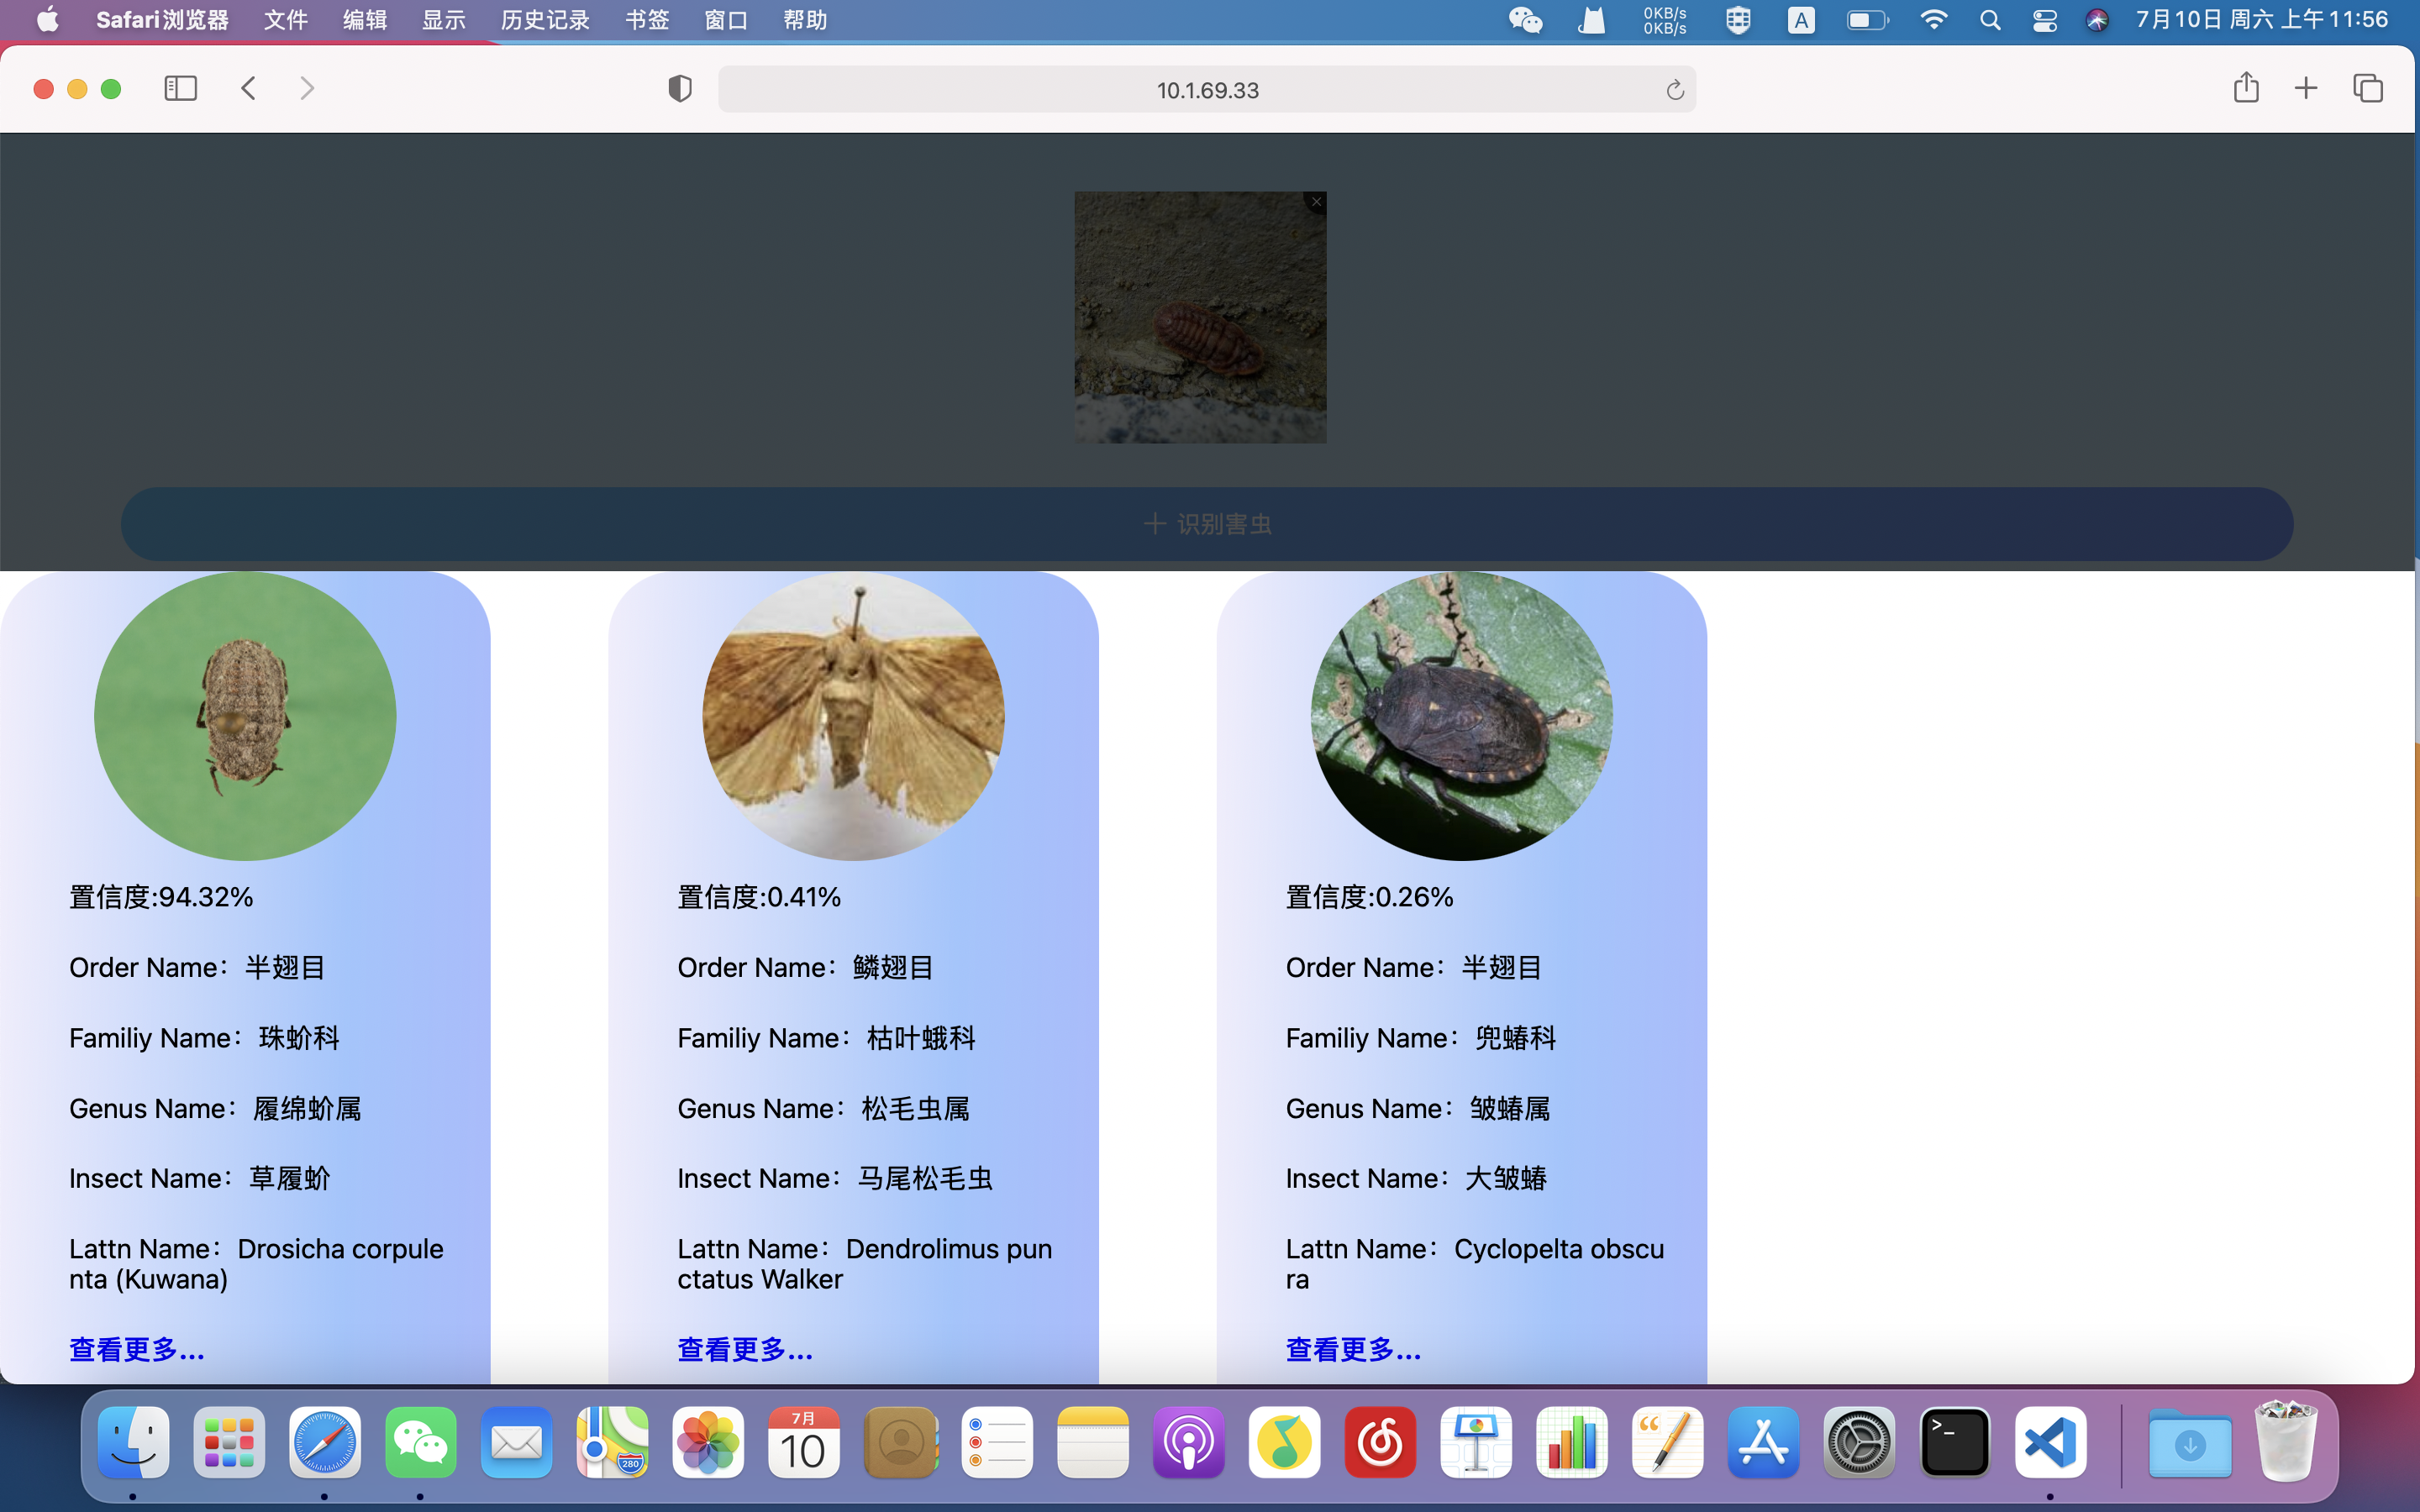 Safari浏览器 文件 编辑 显示 历史记录 书签 窗口 帮助 0KB/s A 7月10日 周六 上午11:56
0KB/s
10.1.69.33
识别害虫
置信度:94.32%
Order Name：半翅目
Familiy Name：珠蚧科
Genus Name：履绵蚧属
Insect Name：草履蚧
Lattn Name：Drosicha corpule
nta (Kuwana)
查看更多...
置信度:0.41%
Order Name：鳞翅目
Familiy Name：枯叶蛾科
Genus Name：松毛虫属
Insect Name：马尾松毛虫
Lattn Name：Dendrolimus pun
ctatus Walker
查看更多...
置信度:0.26%
Order Name：半翅目
Familiy Name：兜蝽科
Genus Name：皱蝽属
Insect Name：大皱蝽
Lattn Name：Cyclopelta obscu
ra
查看更多...
280
7月
10
>_